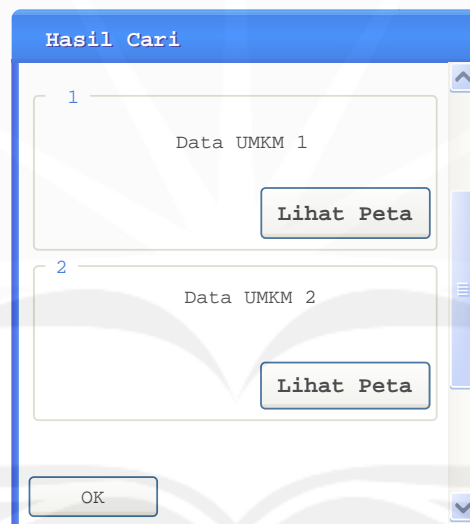 Hasil Cari
1
Data UMKM 1
Lihat Peta
2
Data UMKM 2
Lihat Peta
OK